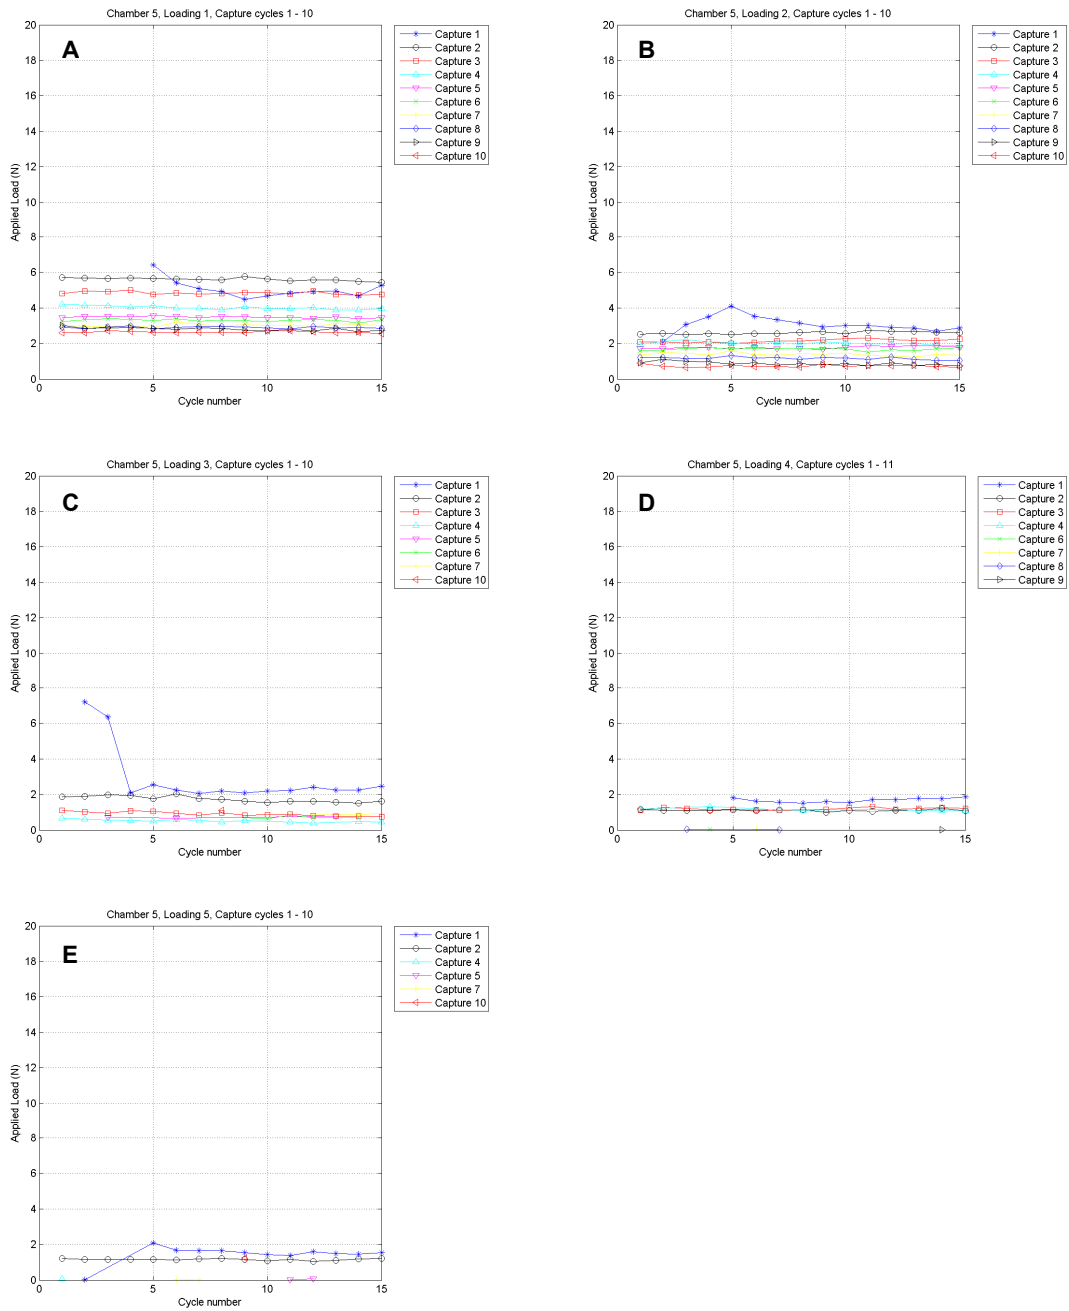 Chamber 5, Loading 1, Capture cycles 1 - 10
A
20
18
16
14
12
10
8
6
4
2
0
Applied Load (N)
0
5
10
15
Cycle number
Capture 1
Capture 2
Capture 3
Capture 4
Capture 5
Capture 6
Capture 7
Capture 8
Capture 9
Capture 10
Chamber 5, Loading 2, Capture cycles 1 - 10
B
20
18
16
14
12
10
8
6
4
2
0
Applied Load (N)
0
5
10
15
Cycle number
Capture 1
Capture 2
Capture 3
Capture 4
Capture 5
Capture 6
Capture 7
Capture 8
Capture 9
Capture 10
Chamber 5, Loading 3, Capture cycles 1 - 10
C
20
18
16
14
12
10
8
6
4
2
0
Applied Load (N)
0
5
10
15
Cycle number
Capture 1
Capture 2
Capture 3
Capture 4
Capture 5
Capture 6
Capture 7
Capture 10
Chamber 5, Loading 4, Capture cycles 1 - 11
D
20
18
16
14
12
10
8
6
4
2
0
Applied Load (N)
0
5
10
15
Cycle number
Capture 1
Capture 2
Capture 3
Capture 4
Capture 6
Capture 7
Capture 8
Capture 9
Chamber 5, Loading 5, Capture cycles 1 - 10
E
20
18
16
14
12
10
8
6
4
2
0
Applied Load (N)
0
5
10
15
Cycle number
Capture 1
Capture 2
Capture 4
Capture 5
Capture 7
Capture 10